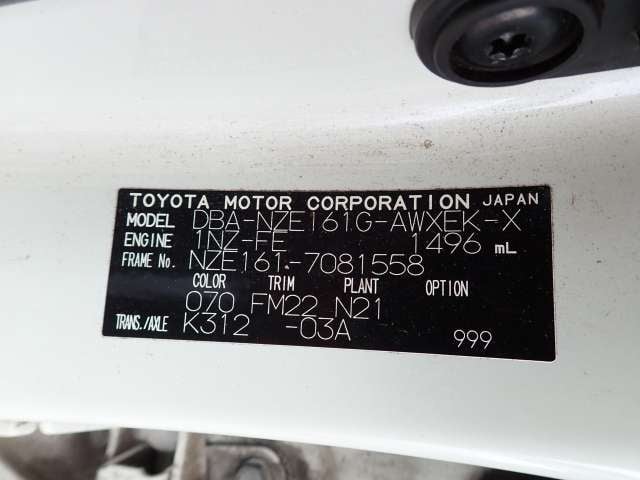 TOYOTA MOTOR CORPORATION JAPAN
MODEL DBA-NZE161G-AWXEK-X
ENGINE 1NZ-FE 1496 mL
FRAME No. NZE161-7081558
COLOR TRIM PLANT OPTION
070 FM22 N21
TRANS./AXLE K312 -03A 999